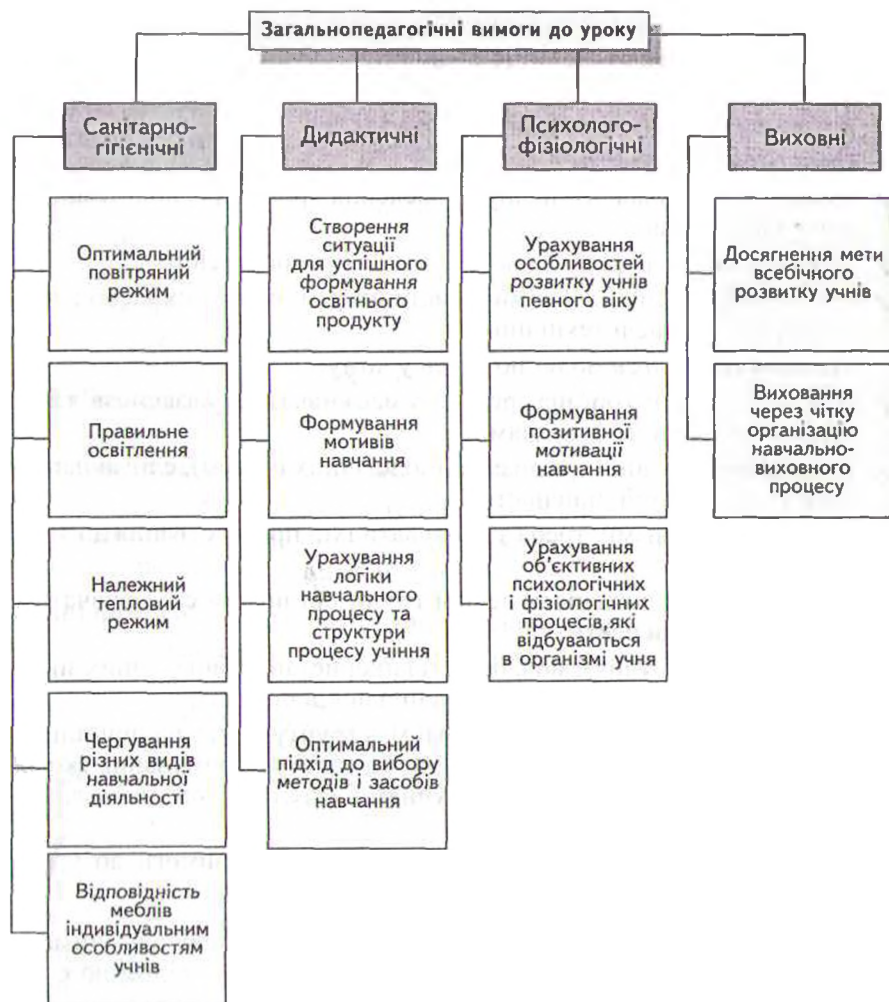 Загальнопедагогічні вимоги до уроку
Санітарно-
гігієнічні
Оптимальний
повітряний
режим
Правильне
освітлення
Належний
тепловий
режим
Чергування
різних видів
навчальної
діяльності
Відповідність
меблів
індивідуальним
особливостям
учнів
Дидактичні
Створення
ситуації
для успішного
формування
освітнього
продукту
Формування
мотивів
навчання
Урахування
логіки
навчального
процесу та
структури
процесу учіння
Оптимальний
підхід до вибору
методів і засобів
навчання
Психолого-
фізіологічні
Урахування
особливостей
розвитку учнів
певного віку
Формування
позитивної
мотивації
навчання
Урахування
об'єктивних
психологічних
і фізіологічних
процесів, які
відбуваються
в організмі учня
Виховні
Досягнення мети
всебічного
розвитку учнів
Виховання
через чітку
організацію
навчально-
виховного
процесу